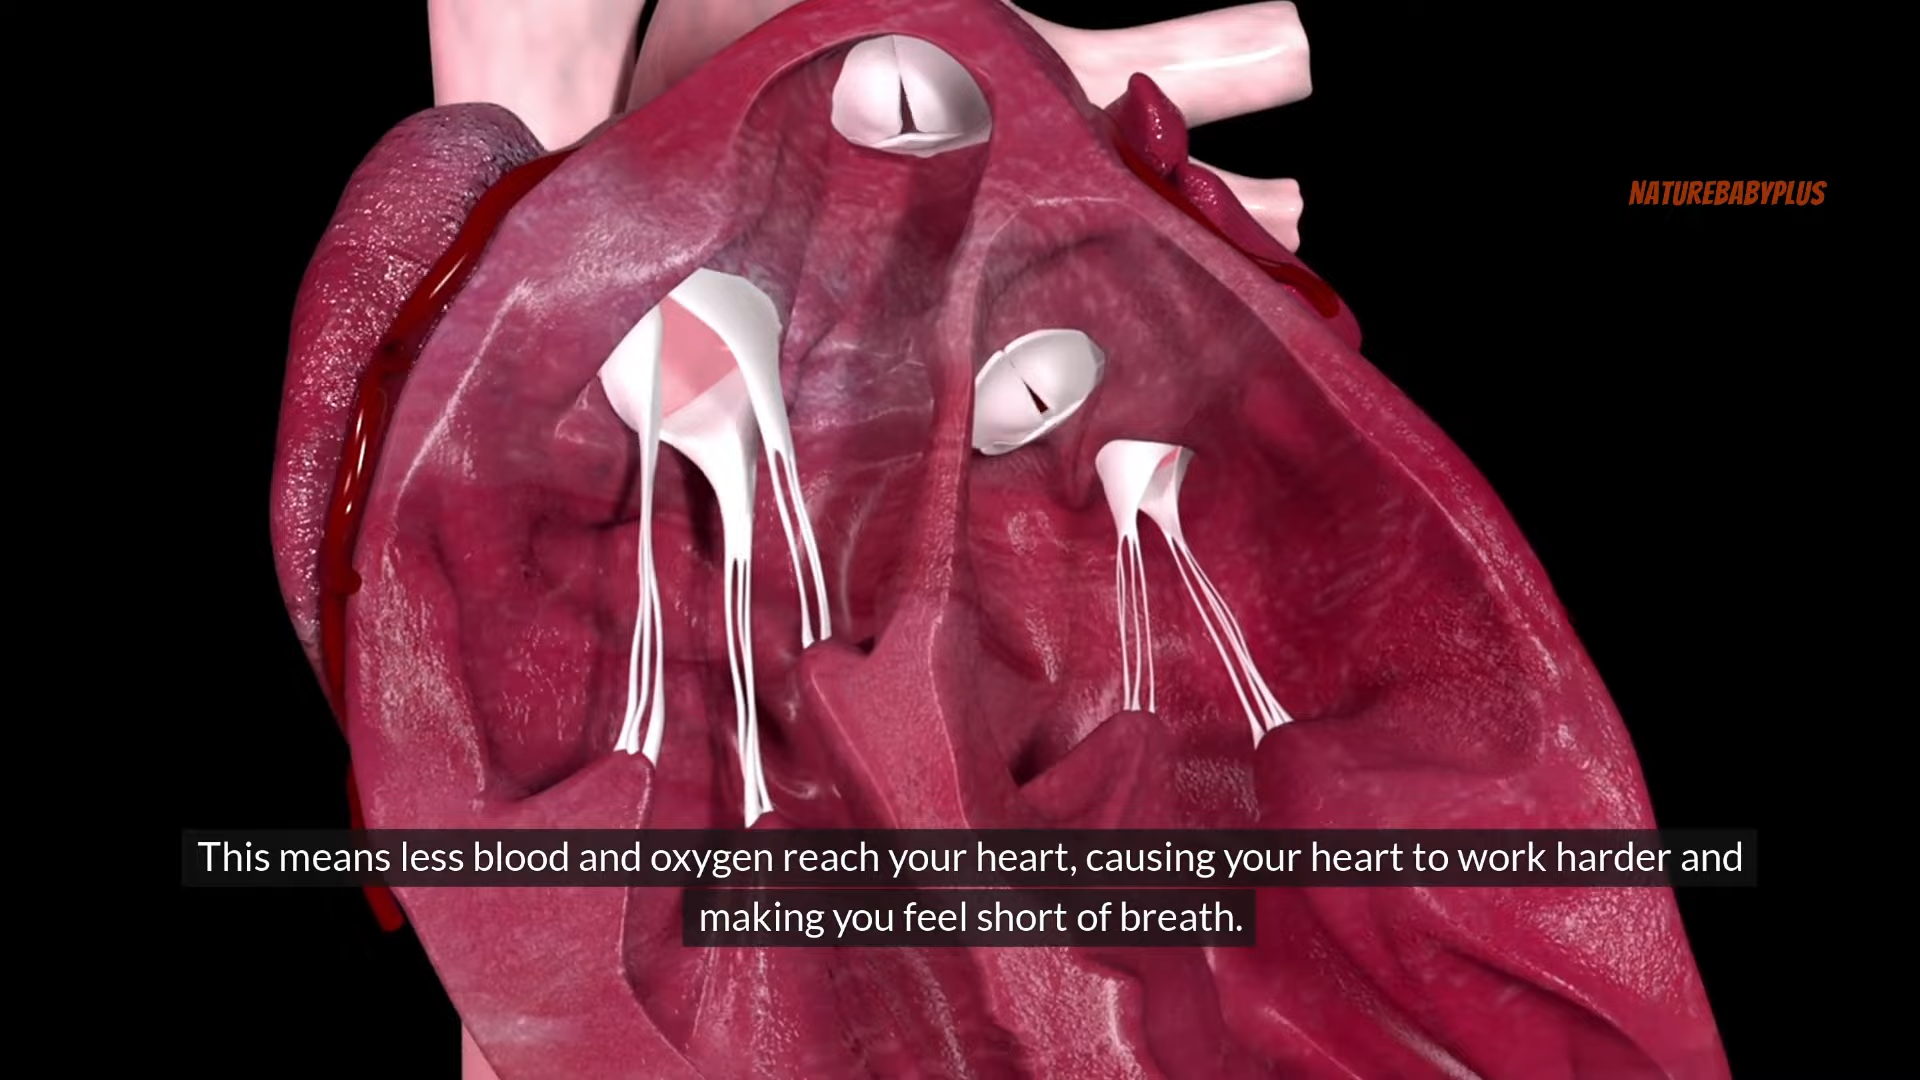 NATUREBABYPLUS
This means less blood and oxygen reach your heart, causing your heart to work harder and
making you feel short of breath.